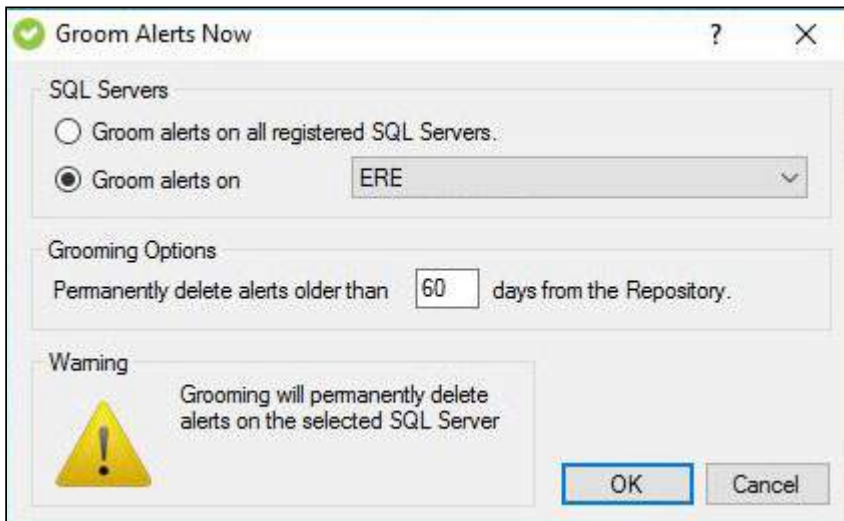 Groom Alerts Now ?
SQL Servers
Groom alerts on all registered SQL Servers.
Groom alerts on ERE
Grooming Options
Permanently delete alerts older than 60 days from the Repository.
Warning
Grooming will permanently delete
alerts on the selected SQL Server
OK Cancel